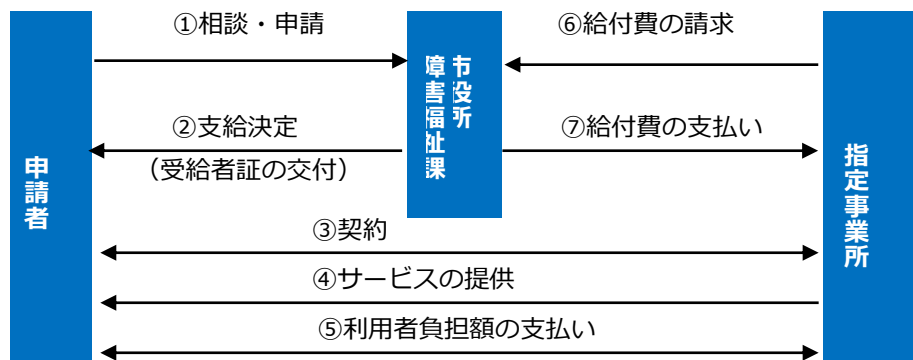 ①相談・申請
⑥給付費の請求
市役所
障害福祉課
②支給決定
(受給者証の交付)
⑦給付費の支払い
申請者
指定事業所
③契約
④サービスの提供
⑤利用者負担額の支払い